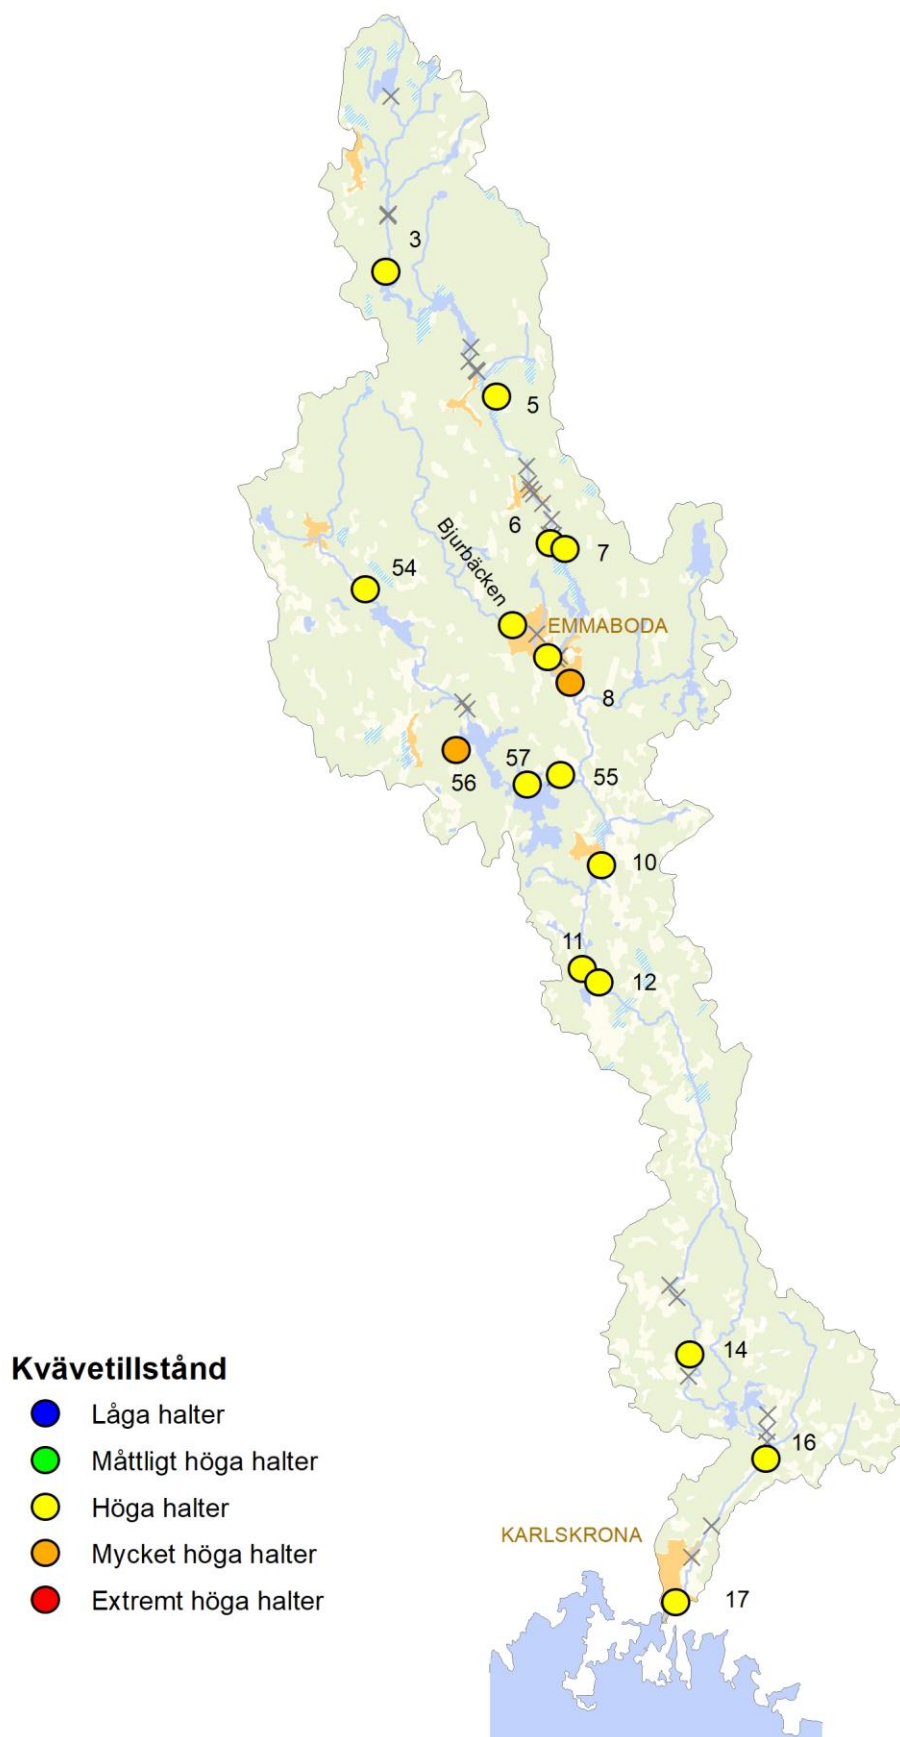 3
5
6
7
Bjurbäcken
54
EMMABODA
8
57
55
56
10
11
12
14
16
KARLSKRONA
17
Kvävetillstånd
Låga halter
Måttligt höga halter
Höga halter
Mycket höga halter
Extremt höga halter